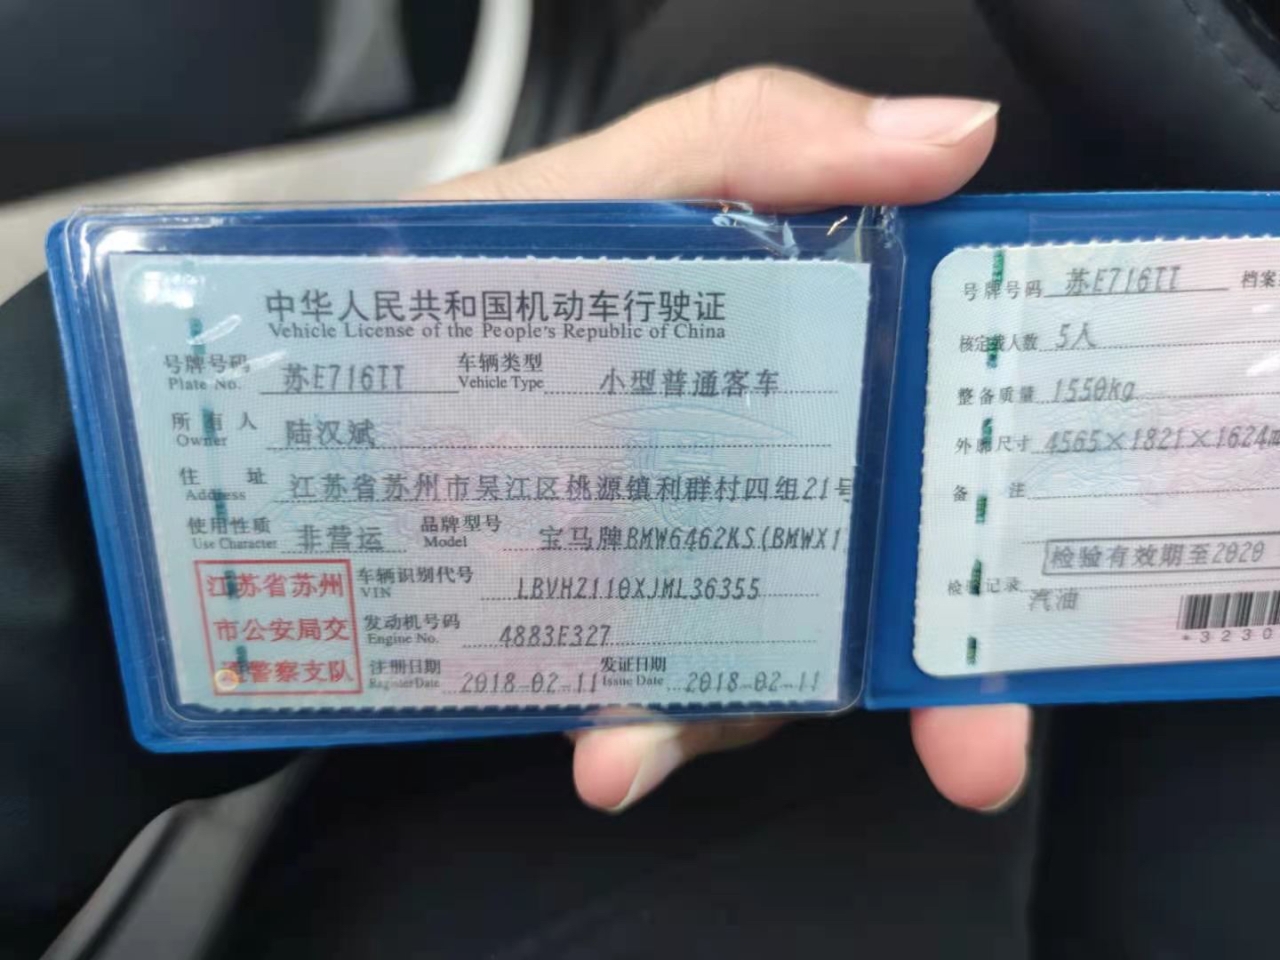 中华人民共和国机动车行驶证
Vehicle License of the People's Republic of China
号牌号码 苏E716TT 车辆类型 小型普通客车
Plate No. Vehicle Type
所有人 陆汉斌
Owner
住址 江苏省苏州市吴江区桃源镇利群村四组21号
Address
使用性质 非营运 品牌型号 宝马牌BMW6462KS(BMWX1
Use Character Model
江苏省苏州
市公安局交
通警察支队
车辆识别代号 LBVHZ110XJML36355
VIN
发动机号码 4883E327
Engine No.
注册日期 2018-02-11 发证日期 2018-02-11
Register Date Issue Date
号牌号码 苏E716TT 档案
核定载人数 5人
整备质量 1550kg
外廓尺寸 4565×1821×1624m
备注
检验有效期至2020
检验记录
汽油
*3230